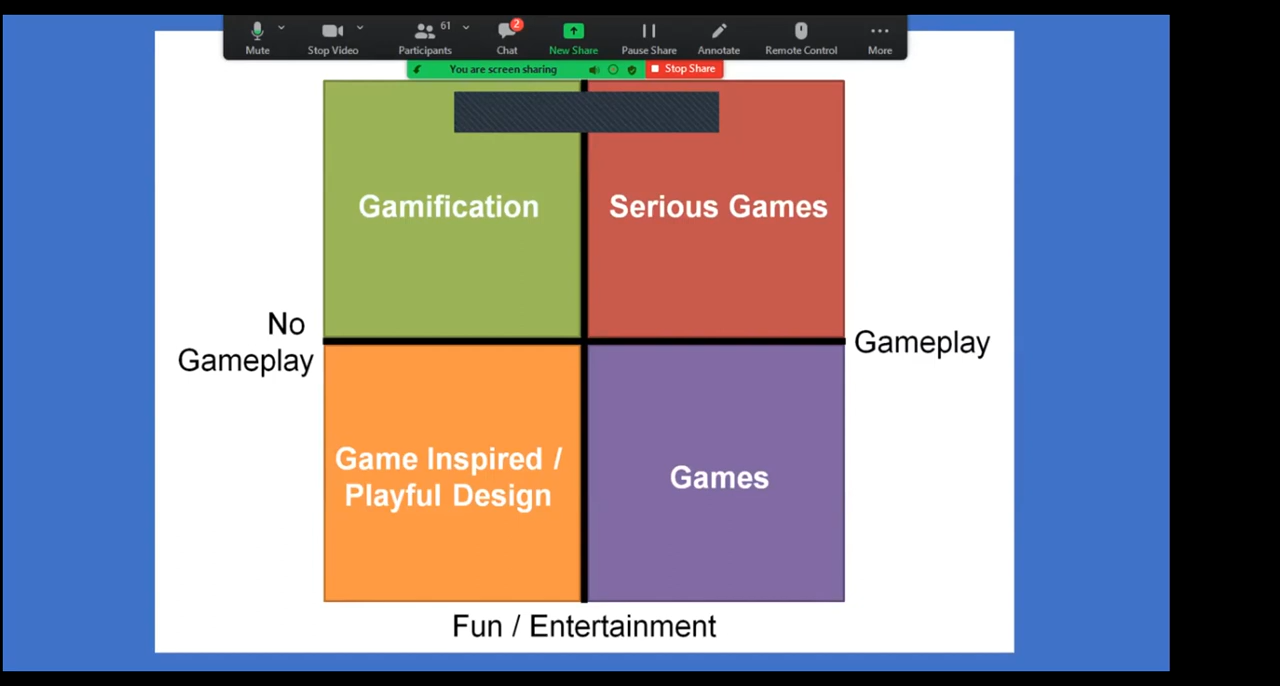 61
2
Mute
Stop Video
Participants
Chat
New Share
Pause Share
Annotate
Remote Control
More
You are screen sharing
Stop Share
Gamification
Serious Games
No
Gameplay
Gameplay
Game Inspired /
Playful Design
Games
Fun / Entertainment